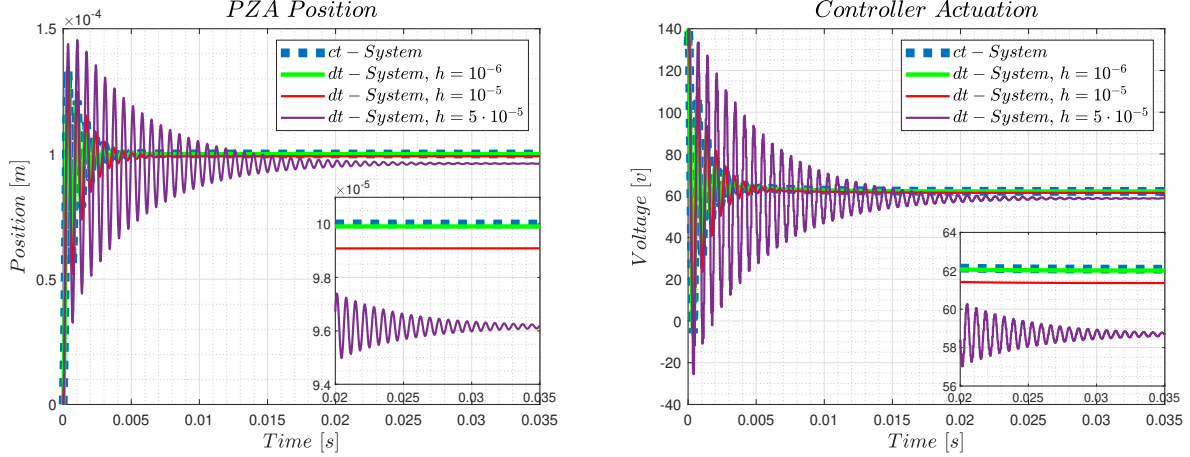 PZA Position
×10⁻⁴
1.5
1
0.5
0
Position [m]
ct − System
dt − System, h = 10⁻⁶
dt − System, h = 10⁻⁵
dt − System, h = 5 · 10⁻⁵
×10⁻⁵
10
9.8
9.6
9.4
0.02 0.025 0.03 0.035
0 0.005 0.01 0.015 0.02 0.025 0.03 0.035
Time [s]
Controller Actuation
140
120
100
80
60
40
20
0
-20
-40
Voltage [v]
ct − System
dt − System, h = 10⁻⁶
dt − System, h = 10⁻⁵
dt − System, h = 5 · 10⁻⁵
64
62
60
58
56
0.02 0.025 0.03 0.035
0 0.005 0.01 0.015 0.02 0.025 0.03 0.035
Time [s]